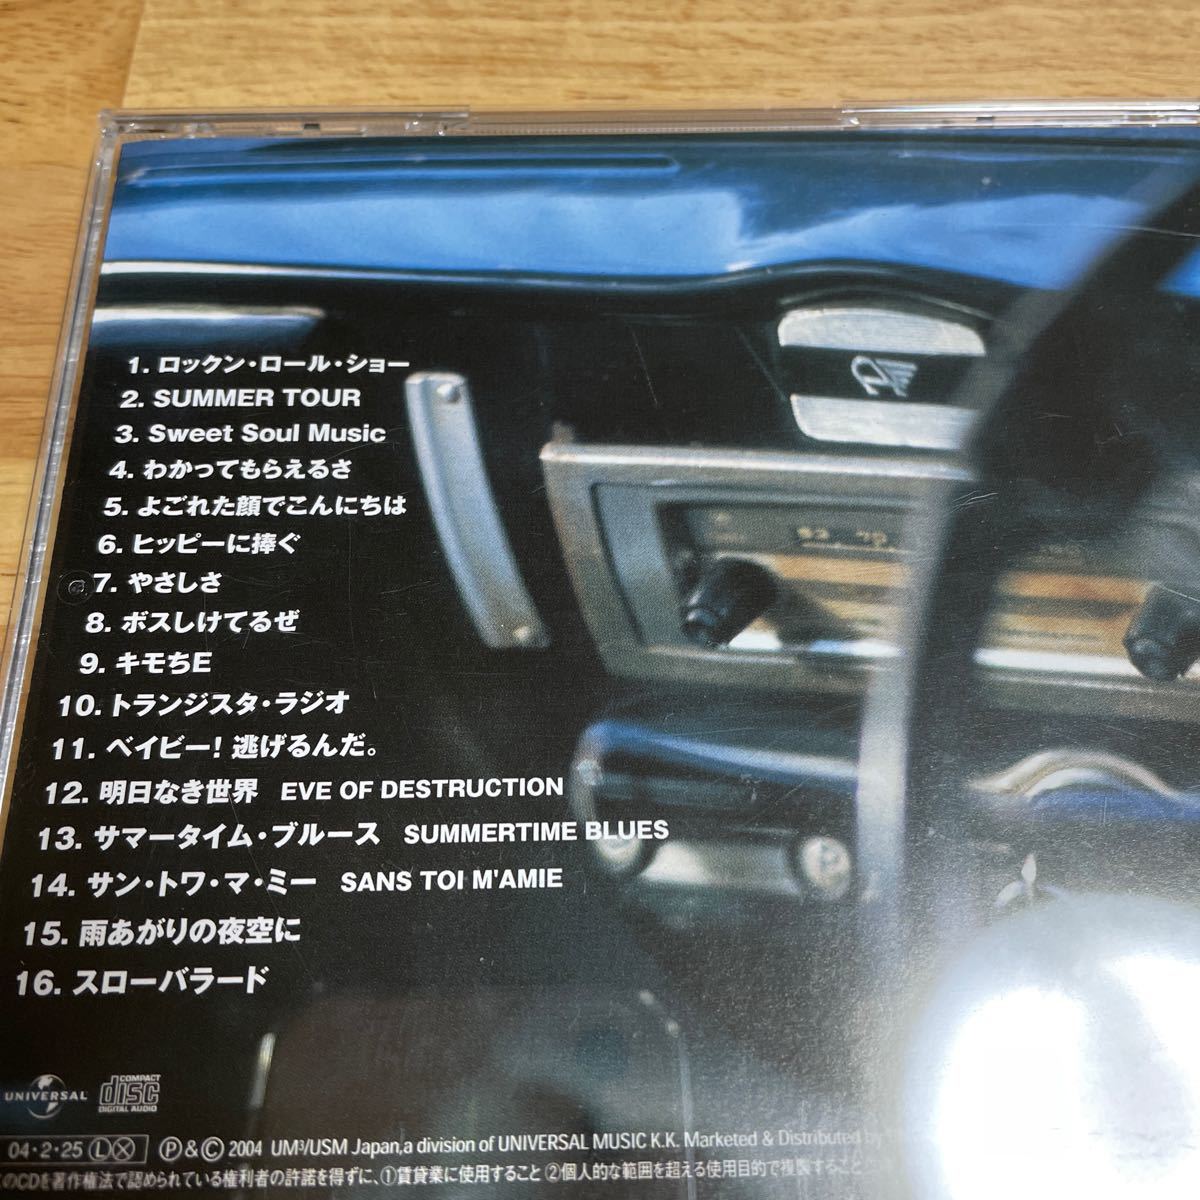 1. ロックン・ロール・ショー
2. SUMMER TOUR
3. Sweet Soul Music
4. わかってもらえるさ
5. よごれた顔でこんにちは
6. ヒッピーに捧ぐ
7. やさしさ
8. ボスしけてるぜ
9. キモちE
10. トランジスタ・ラジオ
11. ベイビー! 逃げるんだ。
12. 明日なき世界 EVE OF DESTRUCTION
13. サマータイム・ブルース SUMMERTIME BLUES
14. サン・トワ・マ・ミー SANS TOI M'AMIE
15. 雨あがりの夜空に
16. スローバラード
UNIVERSAL
COMPACT
disc
DIGITAL AUDIO
04・2・25 Ⓛ Ⓧ Ⓟ&Ⓒ 2004 UM³/USM Japan,a division of UNIVERSAL MUSIC K.K. Marketed & Distributed by
のCDを著作権法で認められている権利者の許諾を得ずに、①賃貸業に使用すること ②個人的な範囲を超える使用目的で複製すること